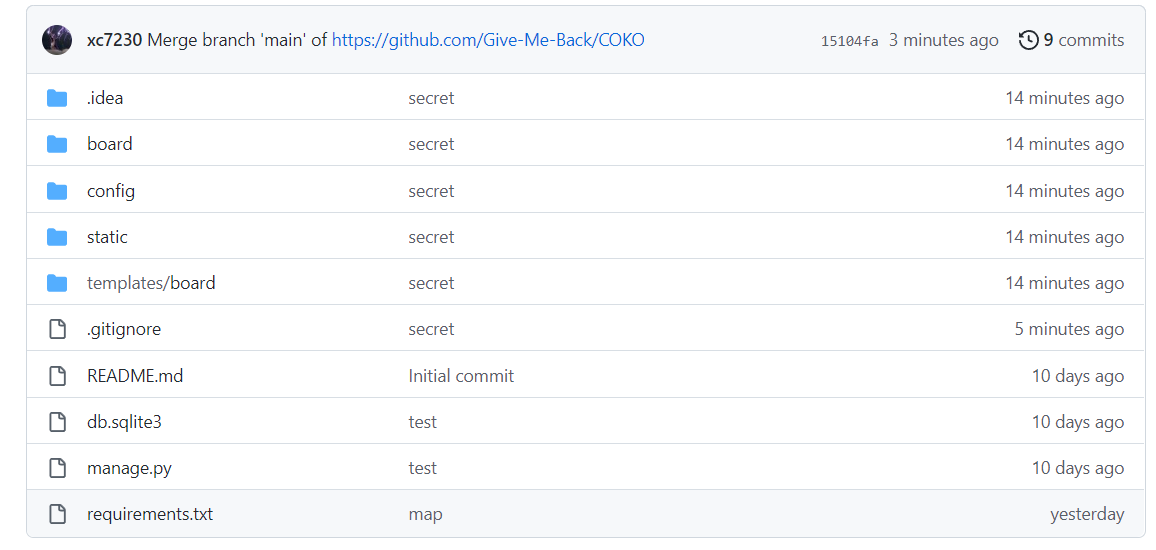 xc7230 Merge branch 'main' of https://github.com/Give-Me-Back/COKO 15104fa 3 minutes ago 9 commits
.idea secret 14 minutes ago
board secret 14 minutes ago
config secret 14 minutes ago
static secret 14 minutes ago
templates/board secret 14 minutes ago
.gitignore secret 5 minutes ago
README.md Initial commit 10 days ago
db.sqlite3 test 10 days ago
manage.py test 10 days ago
requirements.txt map yesterday